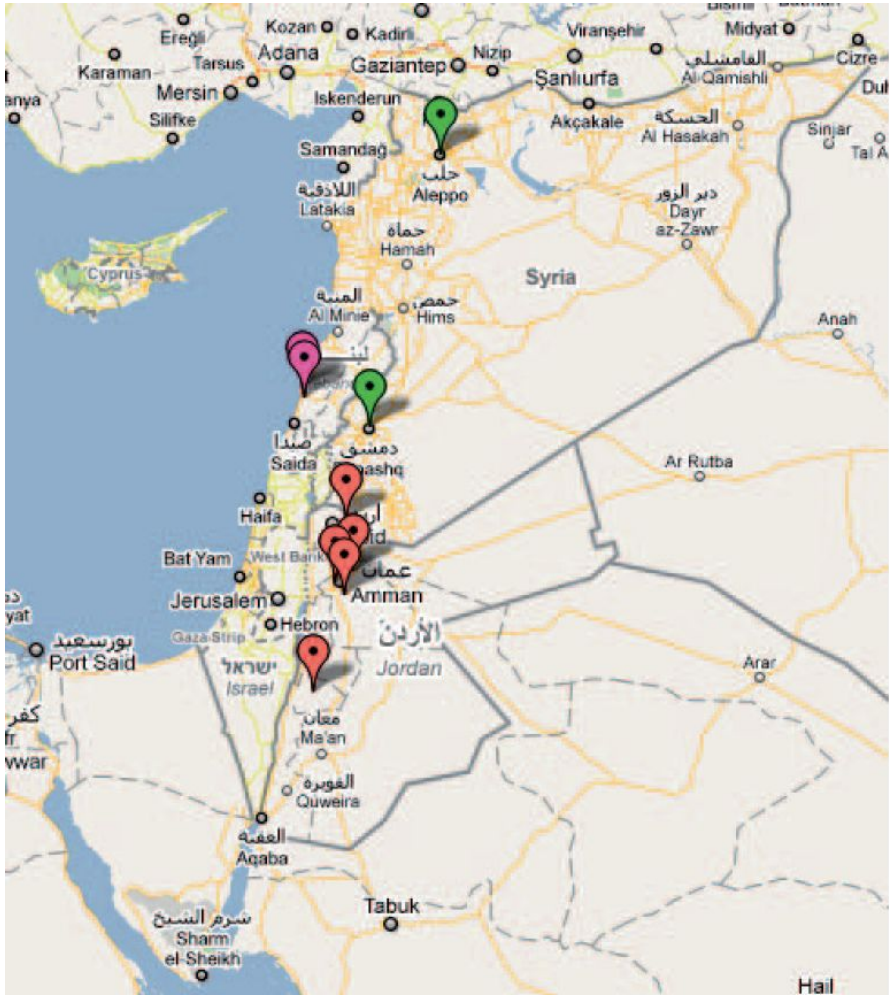 Ereğli
Kozan
Kadirli
Viranşehir
Midyat
Karaman
Tarsus
Adana
Gaziantep
Nizip
Şanlıurfa
القامشلي
Al Qamishli
Cizre
Mersin
Iskenderun
Akçakale
الحسكة
Al Hasakah
Sinjar
Silifke
Samandağ
حلب
Aleppo
اللاذقية
Latakia
دير الزور
Dayr
az-Zawr
حماة
Hamah
Cyprus
Syria
المنية
Al Minie
حمص
Hims
Anah
صيدا
Saida
دمشق
Ar Rutba
Haifa
Bat Yam
West Bank
عمان
Amman
Jerusalem
Hebron
بورسعيد
Port Said
Gaza Strip
ישראל
Israel
الأردن
Jordan
Arar
معان
Ma'an
القويرة
Quweira
العقبة
Aqaba
شرم الشيخ
Sharm
el-Sheikh
Tabuk
Hail